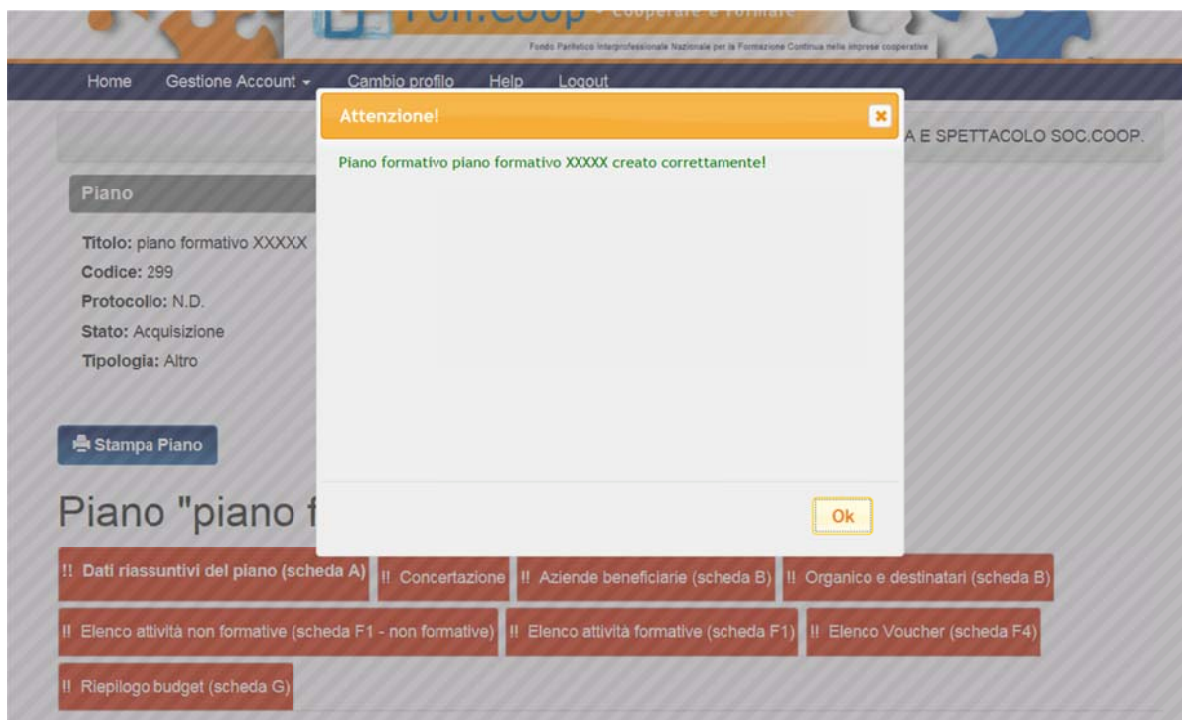 Fon.Coop - Cooperare è Formare
Fondo Paritetico Interprofessionale Nazionale per la Formazione Continua nelle imprese cooperative
Home Gestione Account Cambio profilo Help Logout
Attenzione!
A E SPETTACOLO SOC.COOP.
Piano formativo piano formativo XXXXX creato correttamente!
Piano
Titolo: piano formativo XXXXX
Codice: 299
Protocollo: N.D.
Stato: Acquisizione
Tipologia: Altro
Stampa Piano
Piano "piano f
Ok
!! Dati riassuntivi del piano (scheda A) !! Concertazione !! Aziende beneficiarie (scheda B) !! Organico e destinatari (scheda B)
!! Elenco attività non formative (scheda F1 - non formative) !! Elenco attività formative (scheda F1) !! Elenco Voucher (scheda F4)
!! Riepilogo budget (scheda G)